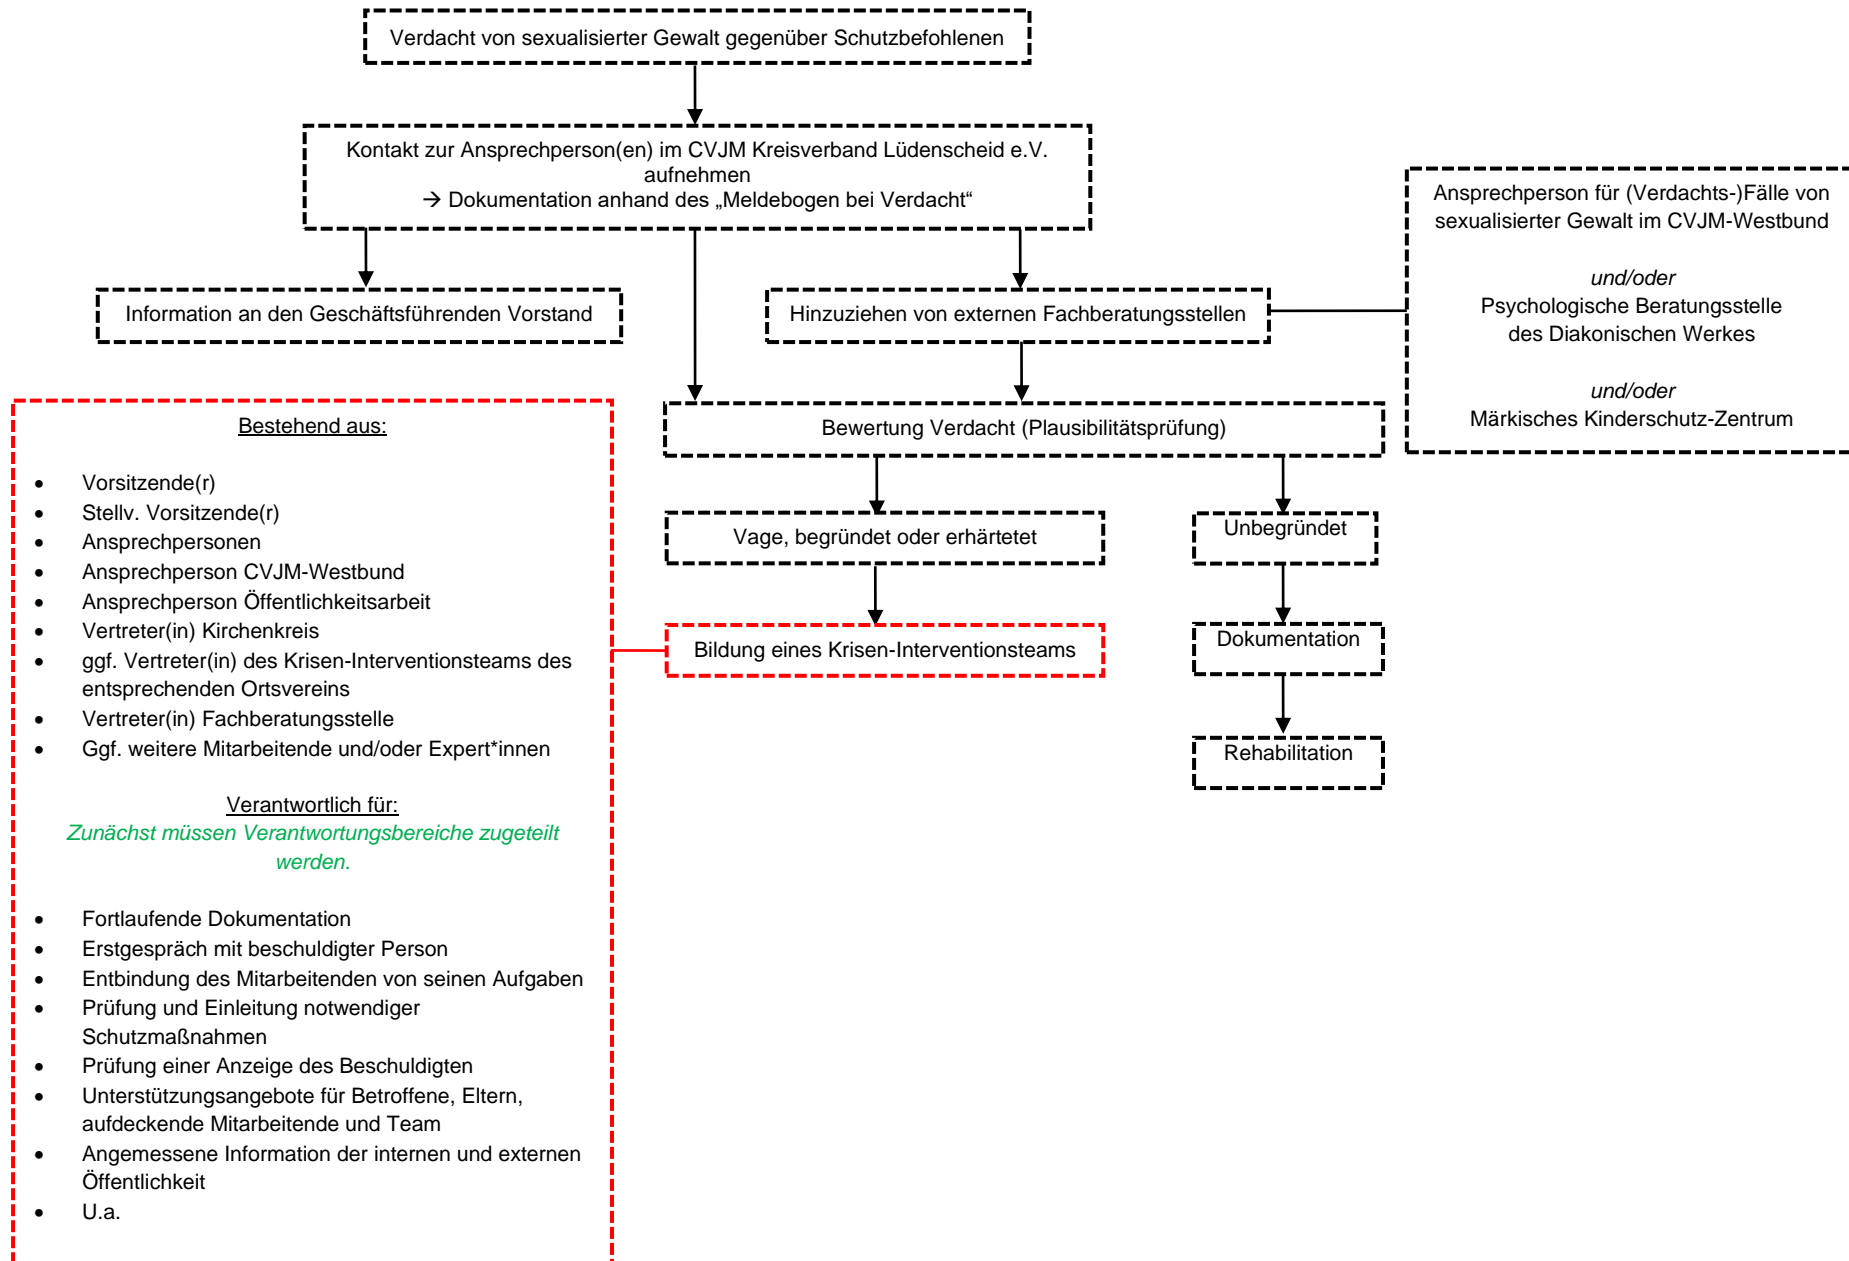 Verdacht von sexualisierter Gewalt gegenüber Schutzbefohlenen
Kontakt zur Ansprechperson(en) im CVJM Kreisverband Lüdenscheid e.V.
aufnehmen
→ Dokumentation anhand des „Meldebogen bei Verdacht“
Ansprechperson für (Verdachts-)Fälle von
sexualisierter Gewalt im CVJM-Westbund
und/oder
Psychologische Beratungsstelle
des Diakonischen Werkes
und/oder
Märkisches Kinderschutz-Zentrum
Information an den Geschäftsführenden Vorstand
Hinzuziehen von externen Fachberatungsstellen
Bewertung Verdacht (Plausibilitätsprüfung)
Vage, begründet oder erhärtetet
Unbegründet
Bildung eines Krisen-Interventionsteams
Dokumentation
Rehabilitation
Bestehend aus:
• Vorsitzende(r)
• Stellv. Vorsitzende(r)
• Ansprechpersonen
• Ansprechperson CVJM-Westbund
• Ansprechperson Öffentlichkeitsarbeit
• Vertreter(in) Kirchenkreis
• ggf. Vertreter(in) des Krisen-Interventionsteams des
entsprechenden Ortsvereins
• Vertreter(in) Fachberatungsstelle
• Ggf. weitere Mitarbeitende und/oder Expert*innen
Verantwortlich für:
Zunächst müssen Verantwortungsbereiche zugeteilt
werden.
• Fortlaufende Dokumentation
• Erstgespräch mit beschuldigter Person
• Entbindung des Mitarbeitenden von seinen Aufgaben
• Prüfung und Einleitung notwendiger
Schutzmaßnahmen
• Prüfung einer Anzeige des Beschuldigten
• Unterstützungsangebote für Betroffene, Eltern,
aufdeckende Mitarbeitende und Team
• Angemessene Information der internen und externen
Öffentlichkeit
• U.a.